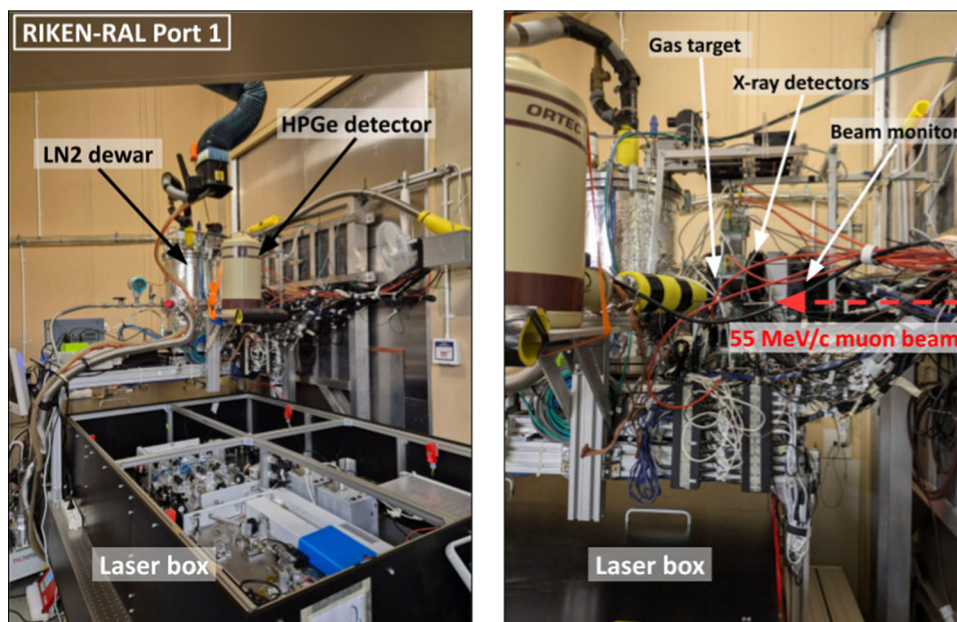 RIKEN-RAL Port 1
HPGe detector
LN2 dewar
Laser box
Gas target
X-ray detectors
ORTEC
Beam monitor
55 MeV/c muon beam
Laser box